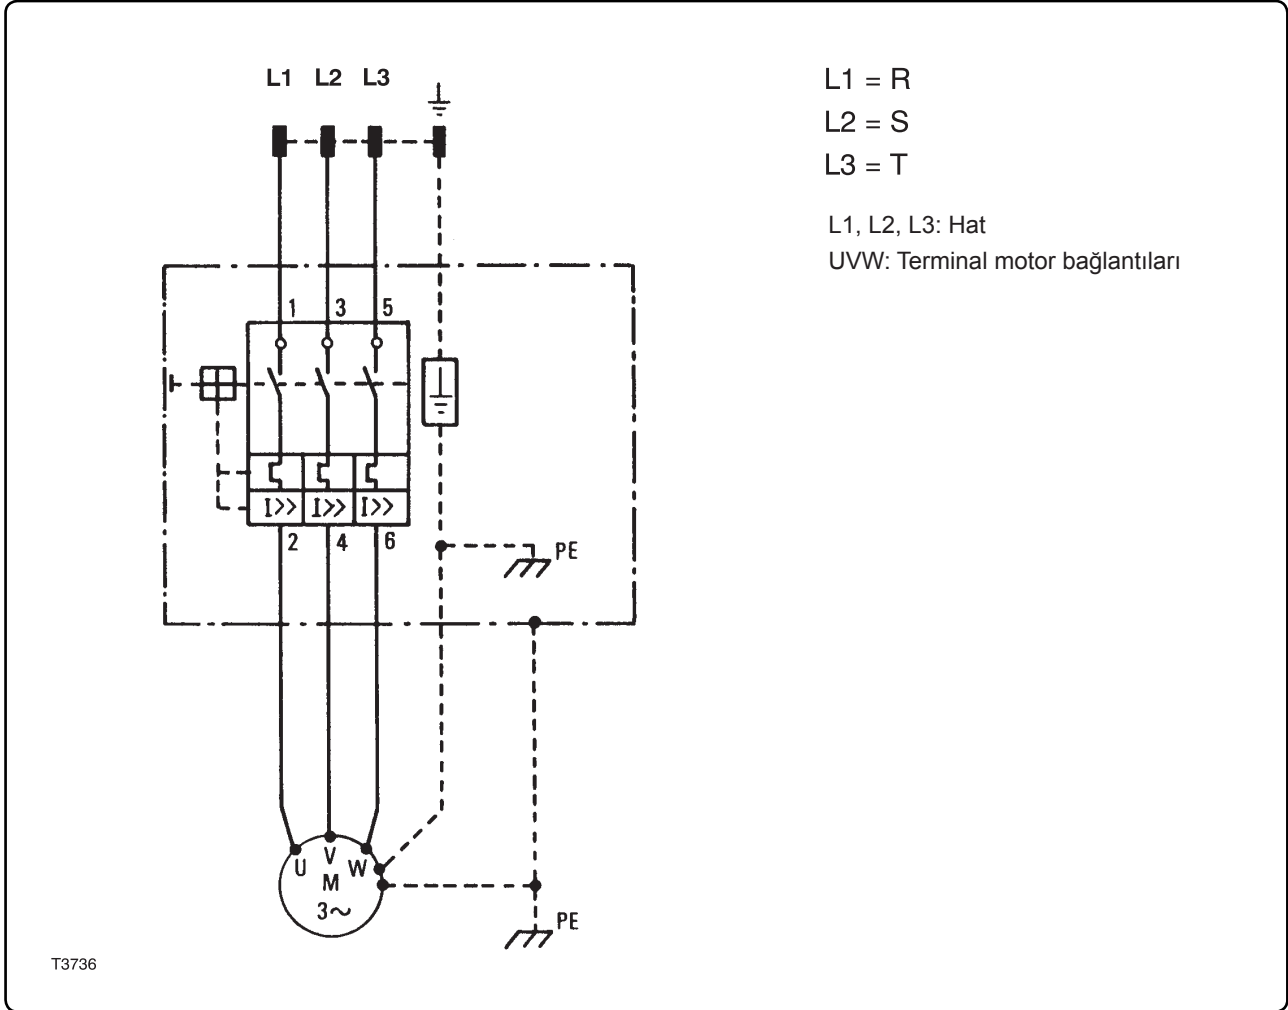 L1 L2 L3
L1 = R
L2 = S
L3 = T
L1, L2, L3: Hat
UVW: Terminal motor bağlantıları
1 3 5
I>> I>> I>>
2 4 6
PE
U V W
M
3~
PE
T3736